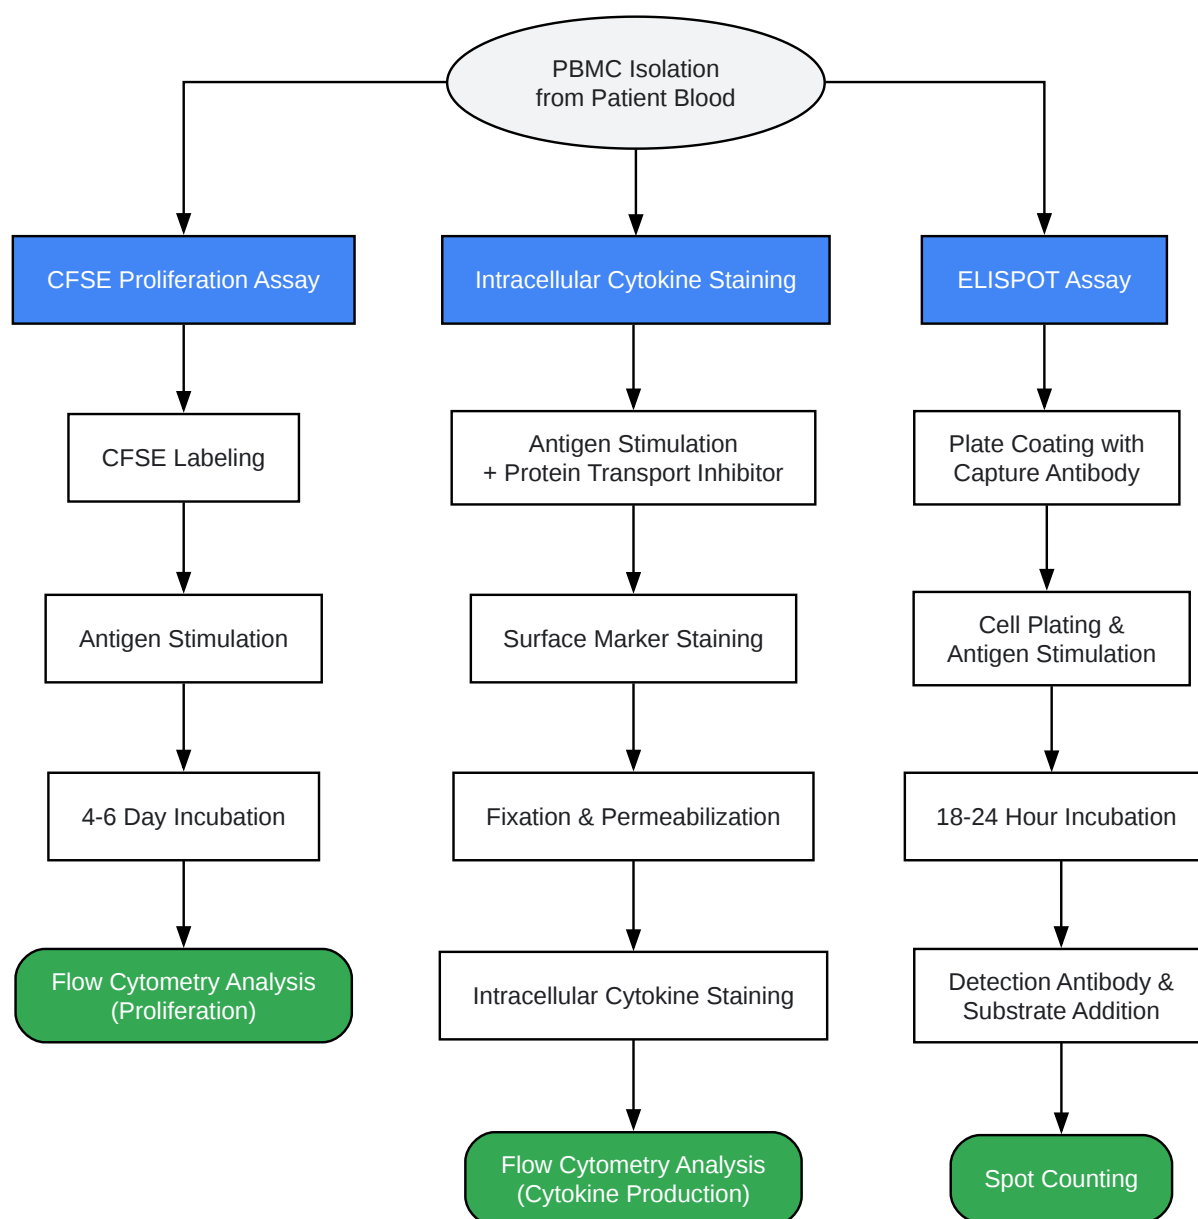 PBMC Isolation
from Patient Blood
CFSE Proliferation Assay
Intracellular Cytokine Staining
ELISPOT Assay
CFSE Labeling
Antigen Stimulation
+ Protein Transport Inhibitor
Plate Coating with
Capture Antibody
Antigen Stimulation
Surface Marker Staining
Cell Plating &
Antigen Stimulation
4-6 Day Incubation
Fixation & Permeabilization
18-24 Hour Incubation
Flow Cytometry Analysis
(Proliferation)
Intracellular Cytokine Staining
Detection Antibody &
Substrate Addition
Flow Cytometry Analysis
(Cytokine Production)
Spot Counting